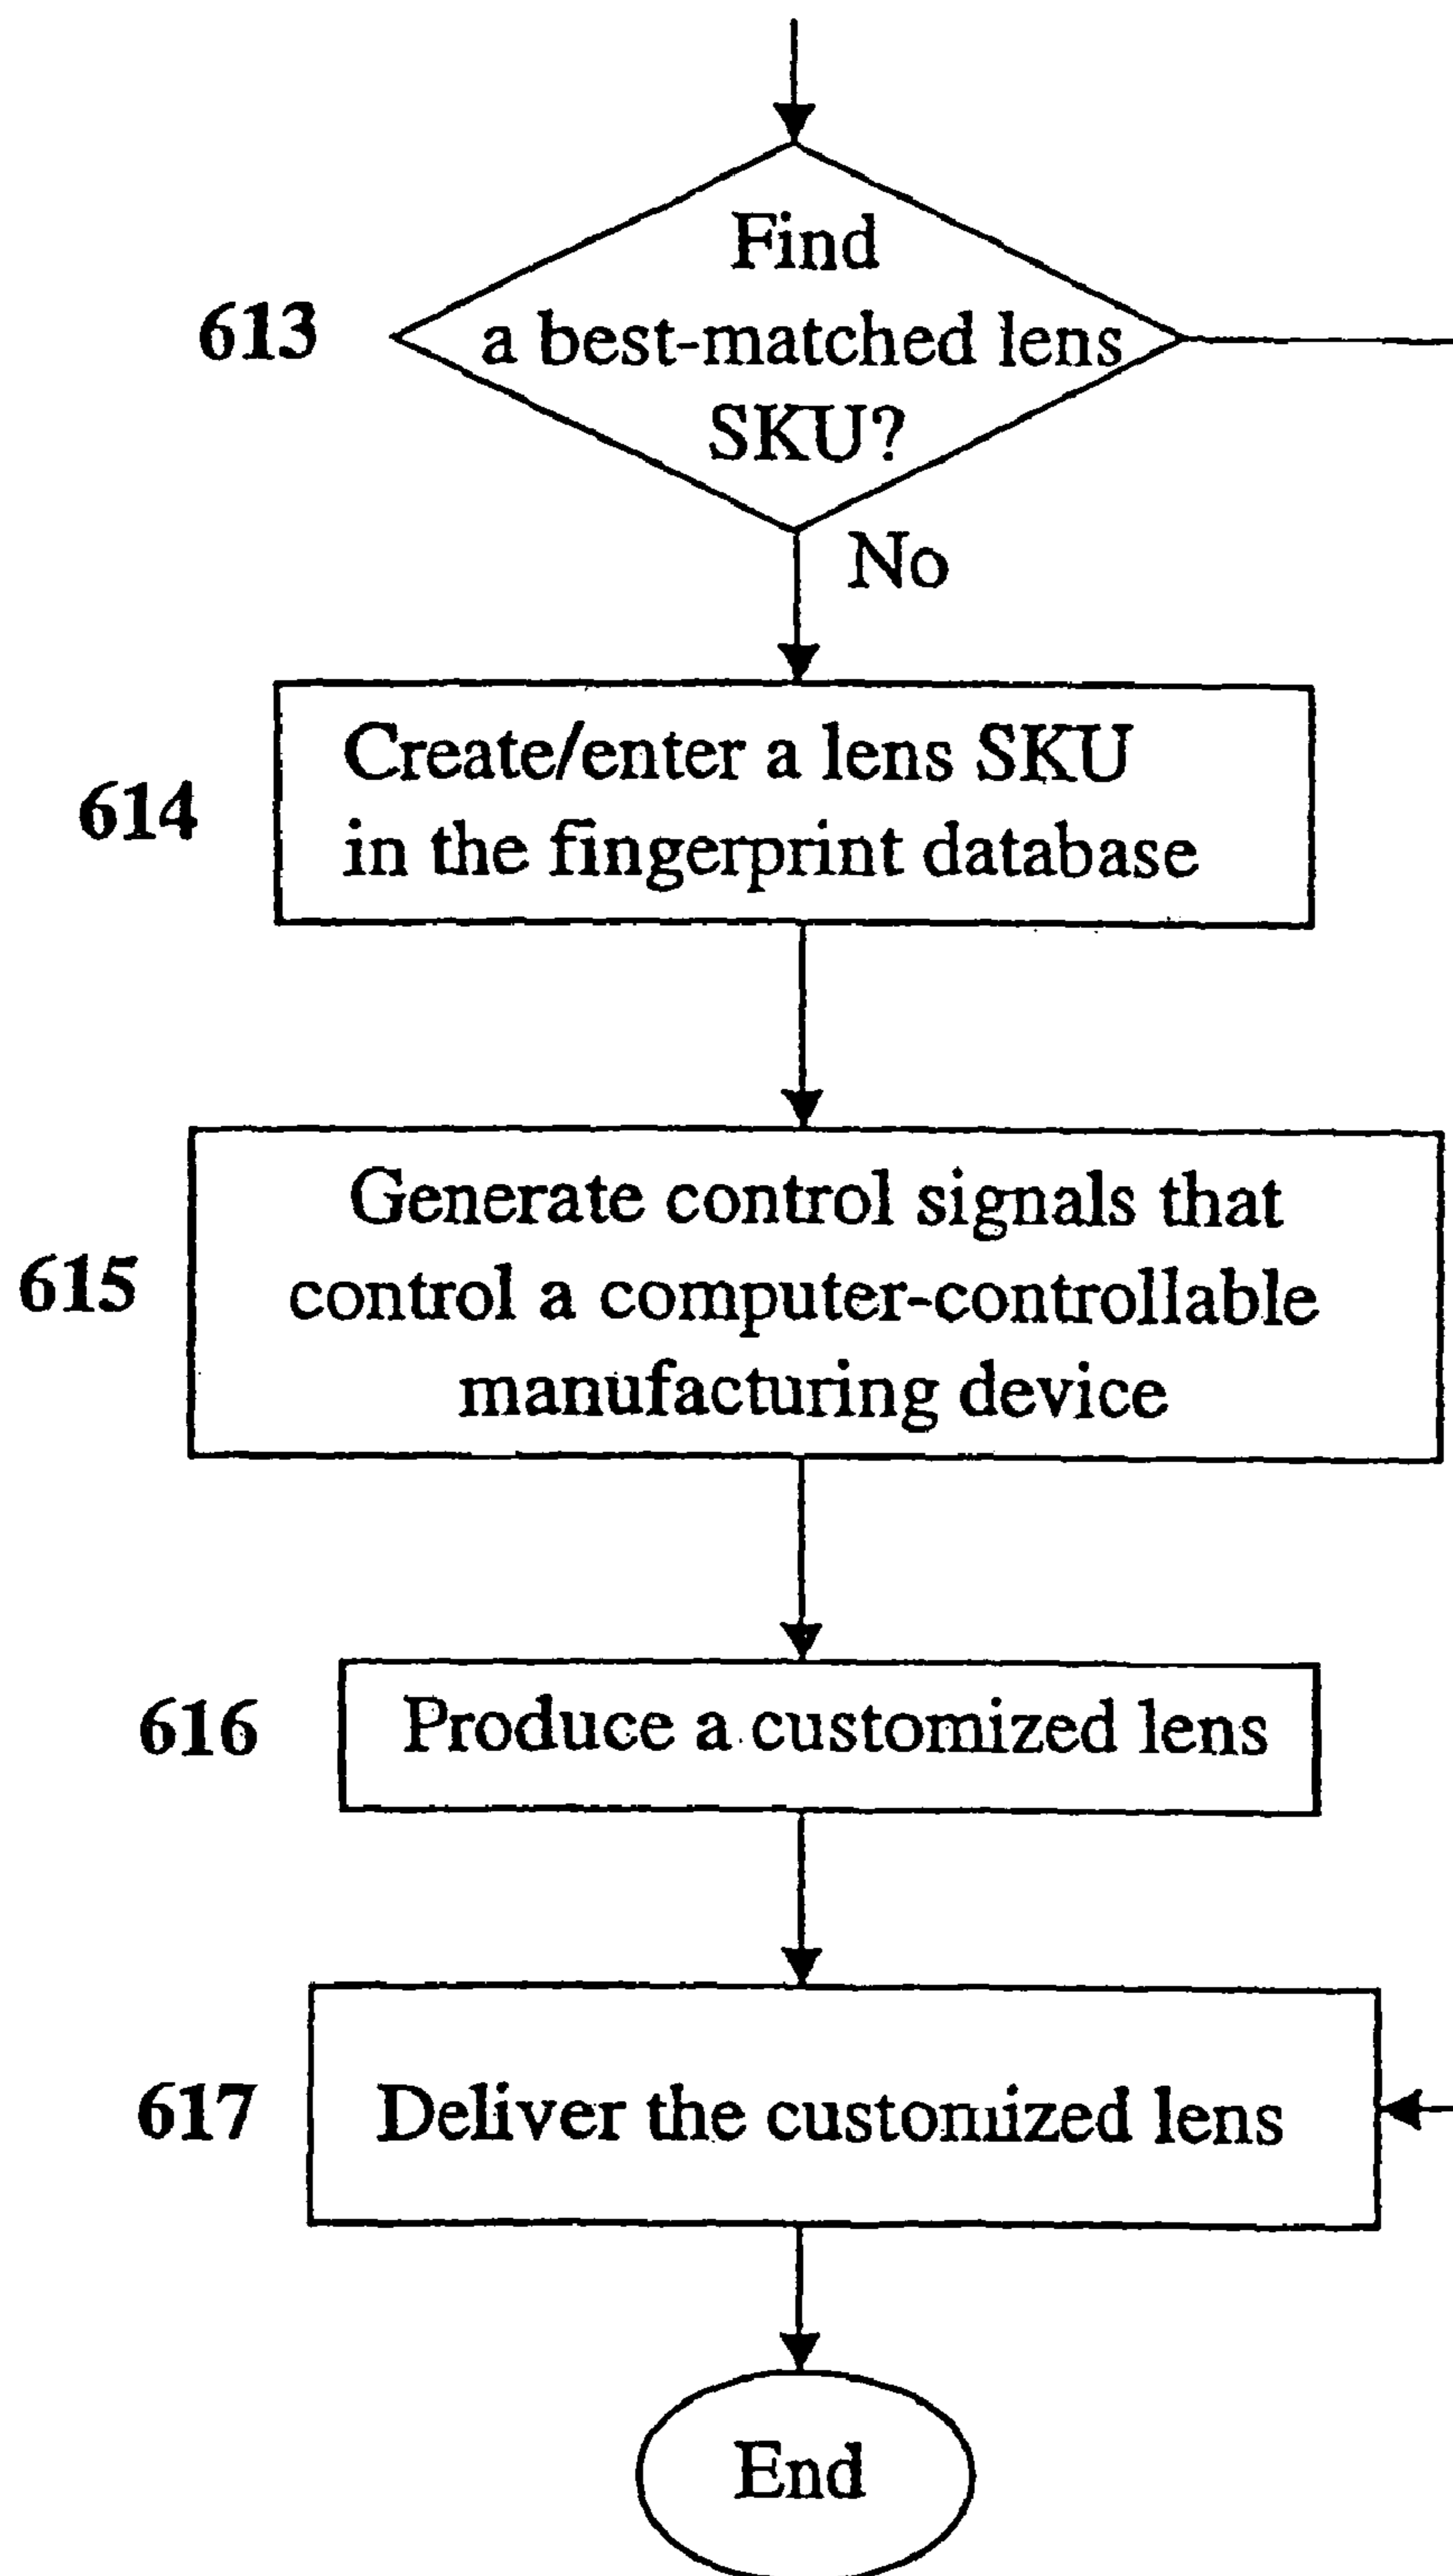 Find
613
a best-matched lens
SKU?
No
614
Create/enter a lens SKU
in the fingerprint database
615
Generate control signals that
control a computer-controllable
manufacturing device
616
Produce a customized lens
617
Deliver the customized lens
End